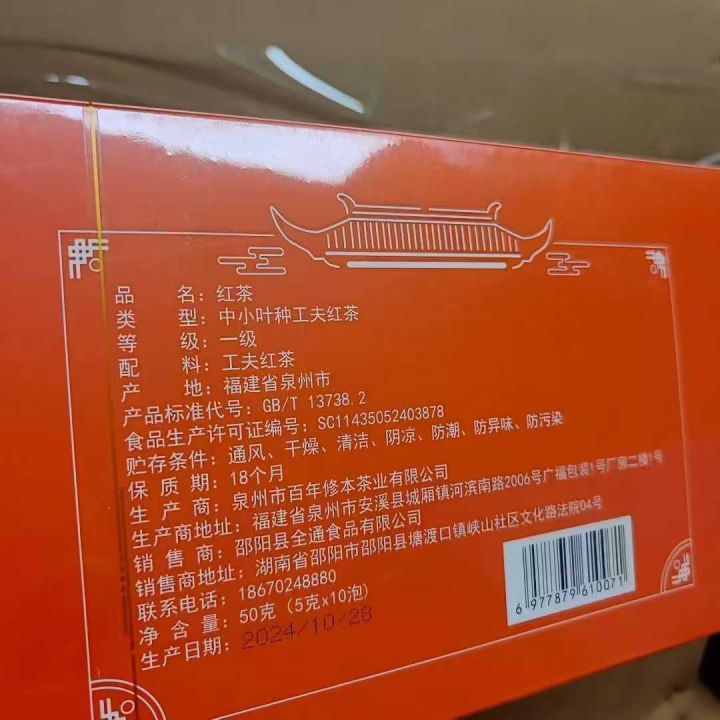 品　　名：红茶
类　　型：中小叶种工夫红茶
等　　级：一级
配　　料：工夫红茶
产　　地：福建省泉州市
产品标准代号：GB/T 13738.2
食品生产许可证编号：SC11435052403878
贮存条件：通风、干燥、清洁、阴凉、防潮、防异味、防污染
保 质 期：18个月
生 产 商：泉州市百年修本茶业有限公司
生产商地址：福建省泉州市安溪县城厢镇河滨南路2006号广福包装1号厂房二楼1号
销 售 商：邵阳县全通食品有限公司
销售商地址：湖南省邵阳市邵阳县塘渡口镇峡山社区文化路法院04号
联系电话：18670248880
净 含 量：50克（5克x10泡）
生产日期：2024/10/28
6 977879 610071